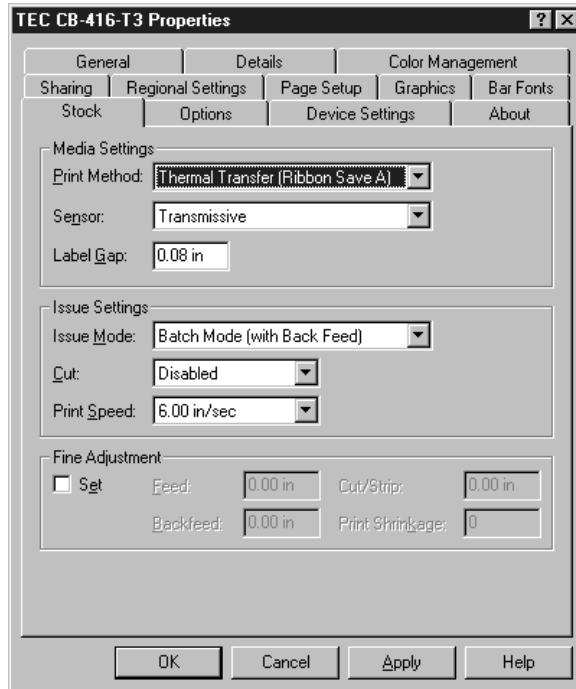 TEC CB-416-T3 Properties
General Details Color Management
Sharing Regional Settings Page Setup Graphics Bar Fonts
Stock Options Device Settings About
Media Settings
Print Method: Thermal Transfer (Ribbon Save A)
Sensor: Transmissive
Label Gap: 0.08 in
Issue Settings
Issue Mode: Batch Mode (with Back Feed)
Cut: Disabled
Print Speed: 6.00 in/sec
Fine Adjustment
Set Feed: 0.00 in Cut/Strip: 0.00 in
Backfeed: 0.00 in Print Shrinkage: 0
OK Cancel Apply Help